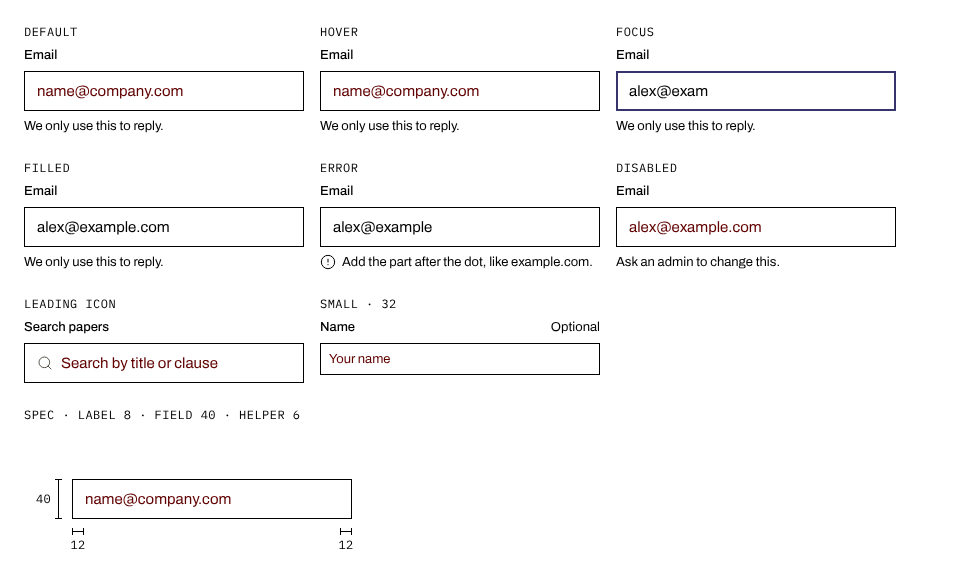 DEFAULT
Email
name@company.com
We only use this to reply.
HOVER
Email
name@company.com
We only use this to reply.
FOCUS
Email
alex@exam
We only use this to reply.
FILLED
Email
alex@example.com
We only use this to reply.
ERROR
Email
alex@example
Add the part after the dot, like example.com.
DISABLED
Email
alex@example.com
Ask an admin to change this.
LEADING ICON
Search papers
Search by title or clause
SMALL · 32
Name Optional
Your name
SPEC · LABEL 8 · FIELD 40 · HELPER 6
40
name@company.com
12 12